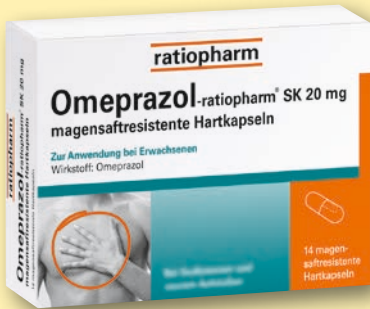 ratiopharm
Omeprazol-ratiopharm® SK 20 mg
magensaftresistente Hartkapseln
Zur Anwendung bei Erwachsenen
Wirkstoff: Omeprazol
14 magen-
saftresistente
Hartkapseln
ratiopharm
Omeprazol-ratiopharm® SK 20 mg